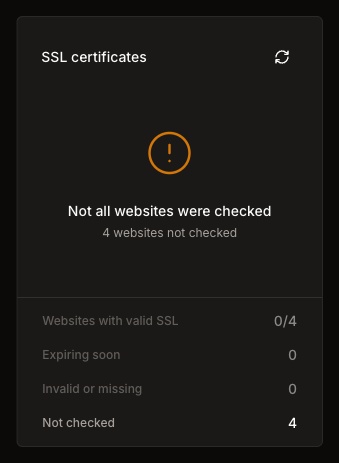 SSL certificates
Not all websites were checked
4 websites not checked
Websites with valid SSL 0/4
Expiring soon 0
Invalid or missing 0
Not checked 4